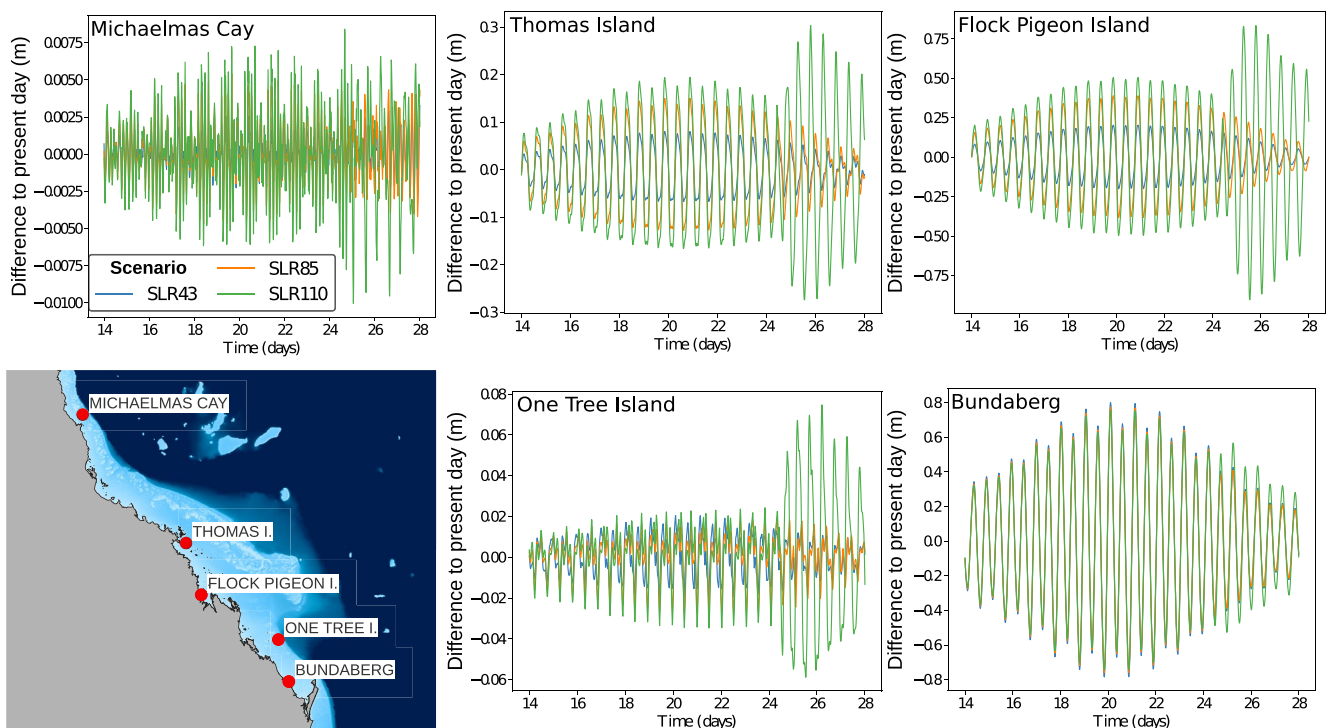 Michaelmas Cay
Difference to present day (m)
0.0075
0.0050
0.0025
0.0000
−0.0025
−0.0050
−0.0075
−0.0100
Scenario
SLR43
SLR85
SLR110
14 16 18 20 22 24 26 28
Time (days)
Thomas Island
Difference to present day (m)
0.3
0.2
0.1
0.0
−0.1
−0.2
−0.3
14 16 18 20 22 24 26 28
Time (days)
Flock Pigeon Island
Difference to present day (m)
0.75
0.50
0.25
0.00
−0.25
−0.50
−0.75
14 16 18 20 22 24 26 28
Time (days)
MICHAELMAS CAY
THOMAS I.
FLOCK PIGEON I.
ONE TREE I.
BUNDABERG
One Tree Island
Difference to present day (m)
0.08
0.06
0.04
0.02
0.00
−0.02
−0.04
−0.06
14 16 18 20 22 24 26 28
Time (days)
Bundaberg
Difference to present day (m)
0.8
0.6
0.4
0.2
0.0
−0.2
−0.4
−0.6
−0.8
14 16 18 20 22 24 26 28
Time (days)